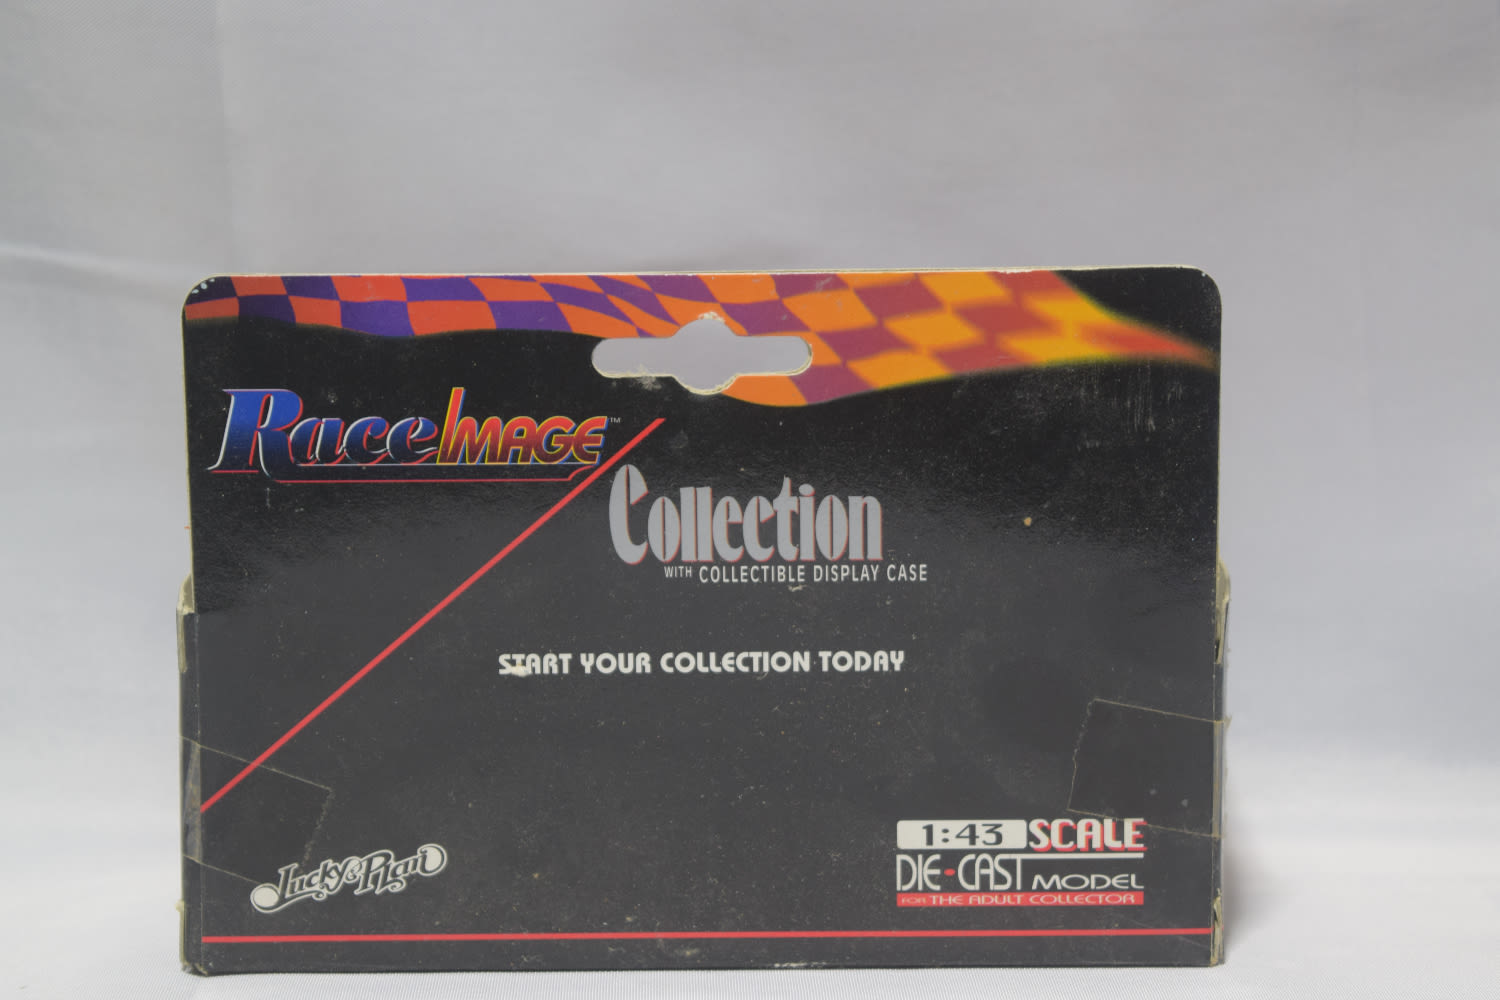 RaceImage™
Collection
WITH COLLECTIBLE DISPLAY CASE
START YOUR COLLECTION TODAY
Lucky & Plan
1:43 SCALE
DIE-CAST MODEL
FOR THE ADULT COLLECTOR